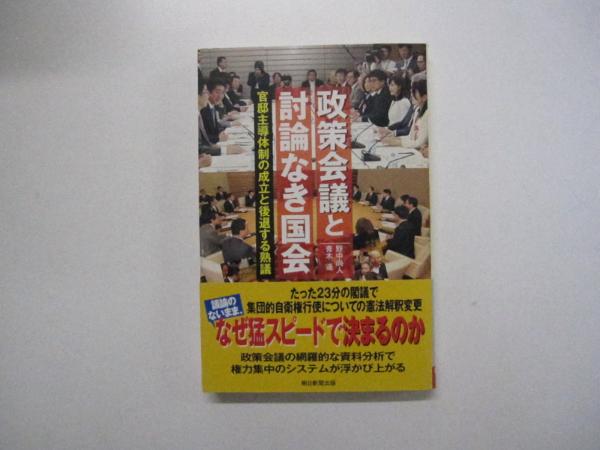 政策会議と
討論なき国会
官邸主導体制の成立と後退する熟議
野中尚人
青木 遥
たった23分の閣議で
集団的自衛権行使についての憲法解釈変更
議論の
ないまま、
なぜ猛スピードで決まるのか
政策会議の網羅的な資料分析で
権力集中のシステムが浮かび上がる
朝日新聞出版